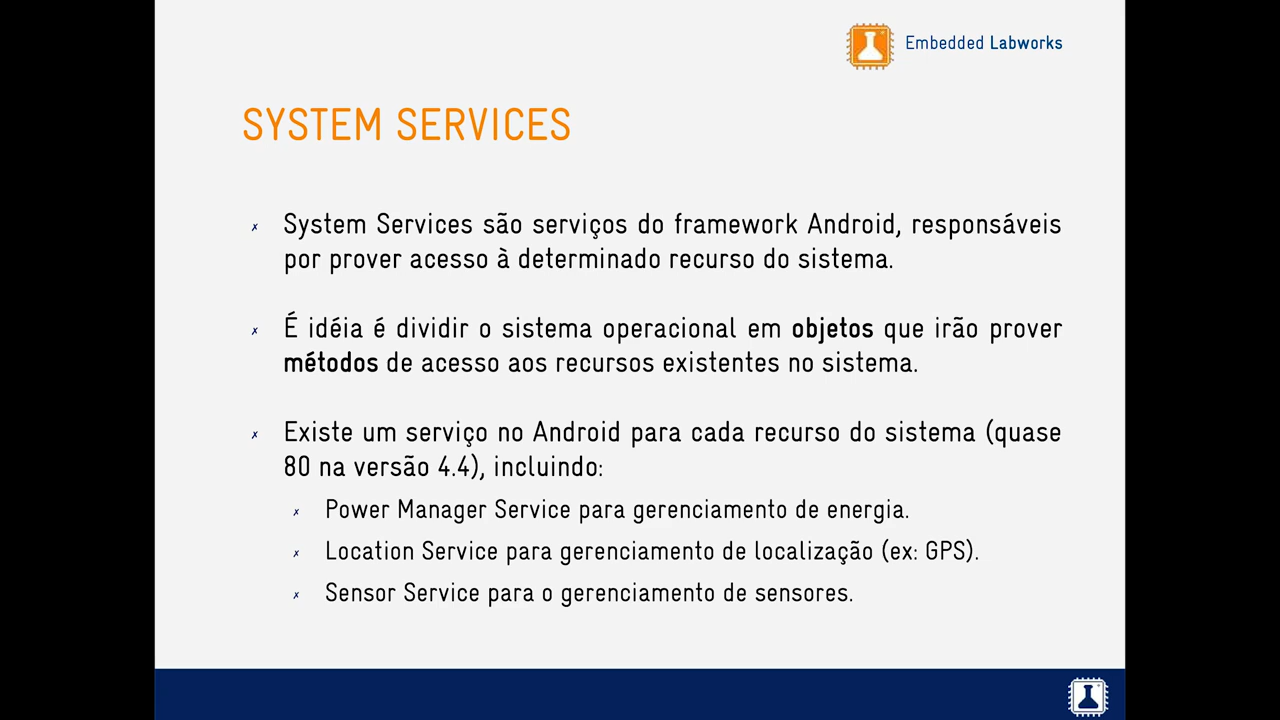 Embedded Labworks
SYSTEM SERVICES
✗ System Services são serviços do framework Android, responsáveis
por prover acesso à determinado recurso do sistema.
✗ É idéia é dividir o sistema operacional em objetos que irão prover
métodos de acesso aos recursos existentes no sistema.
✗ Existe um serviço no Android para cada recurso do sistema (quase
80 na versão 4.4), incluindo:
✗ Power Manager Service para gerenciamento de energia.
✗ Location Service para gerenciamento de localização (ex: GPS).
✗ Sensor Service para o gerenciamento de sensores.